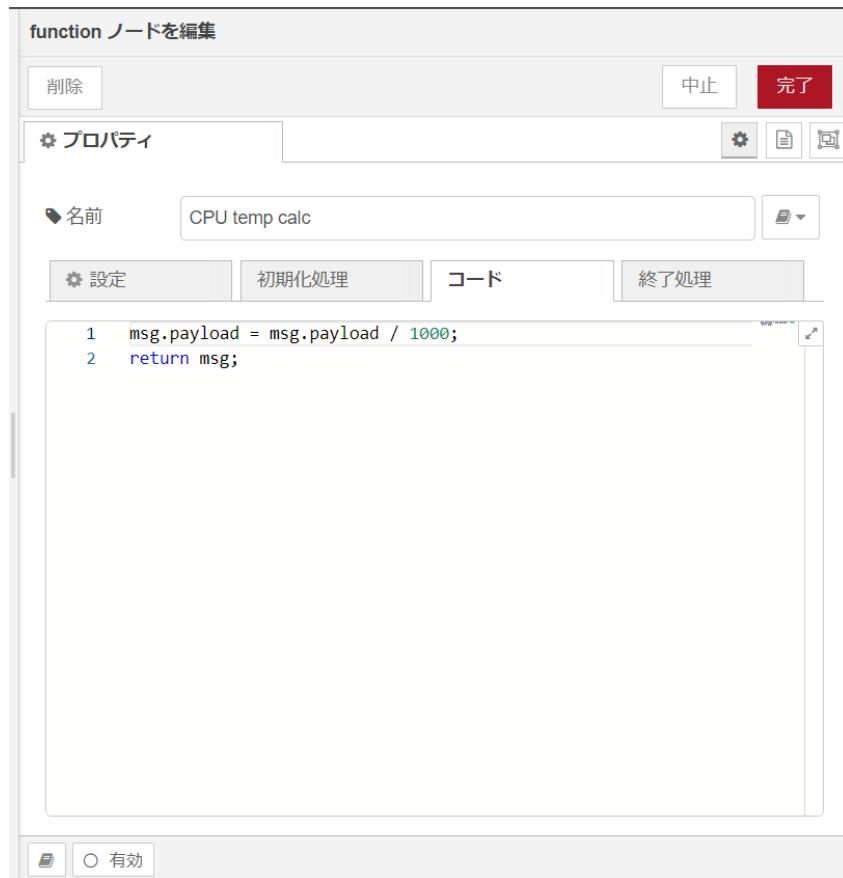 function ノードを編集
削除 中止 完了
プロパティ
名前 CPU temp calc
設定 初期化処理 コード 終了処理
1 msg.payload = msg.payload / 1000;
2 return msg;
有効